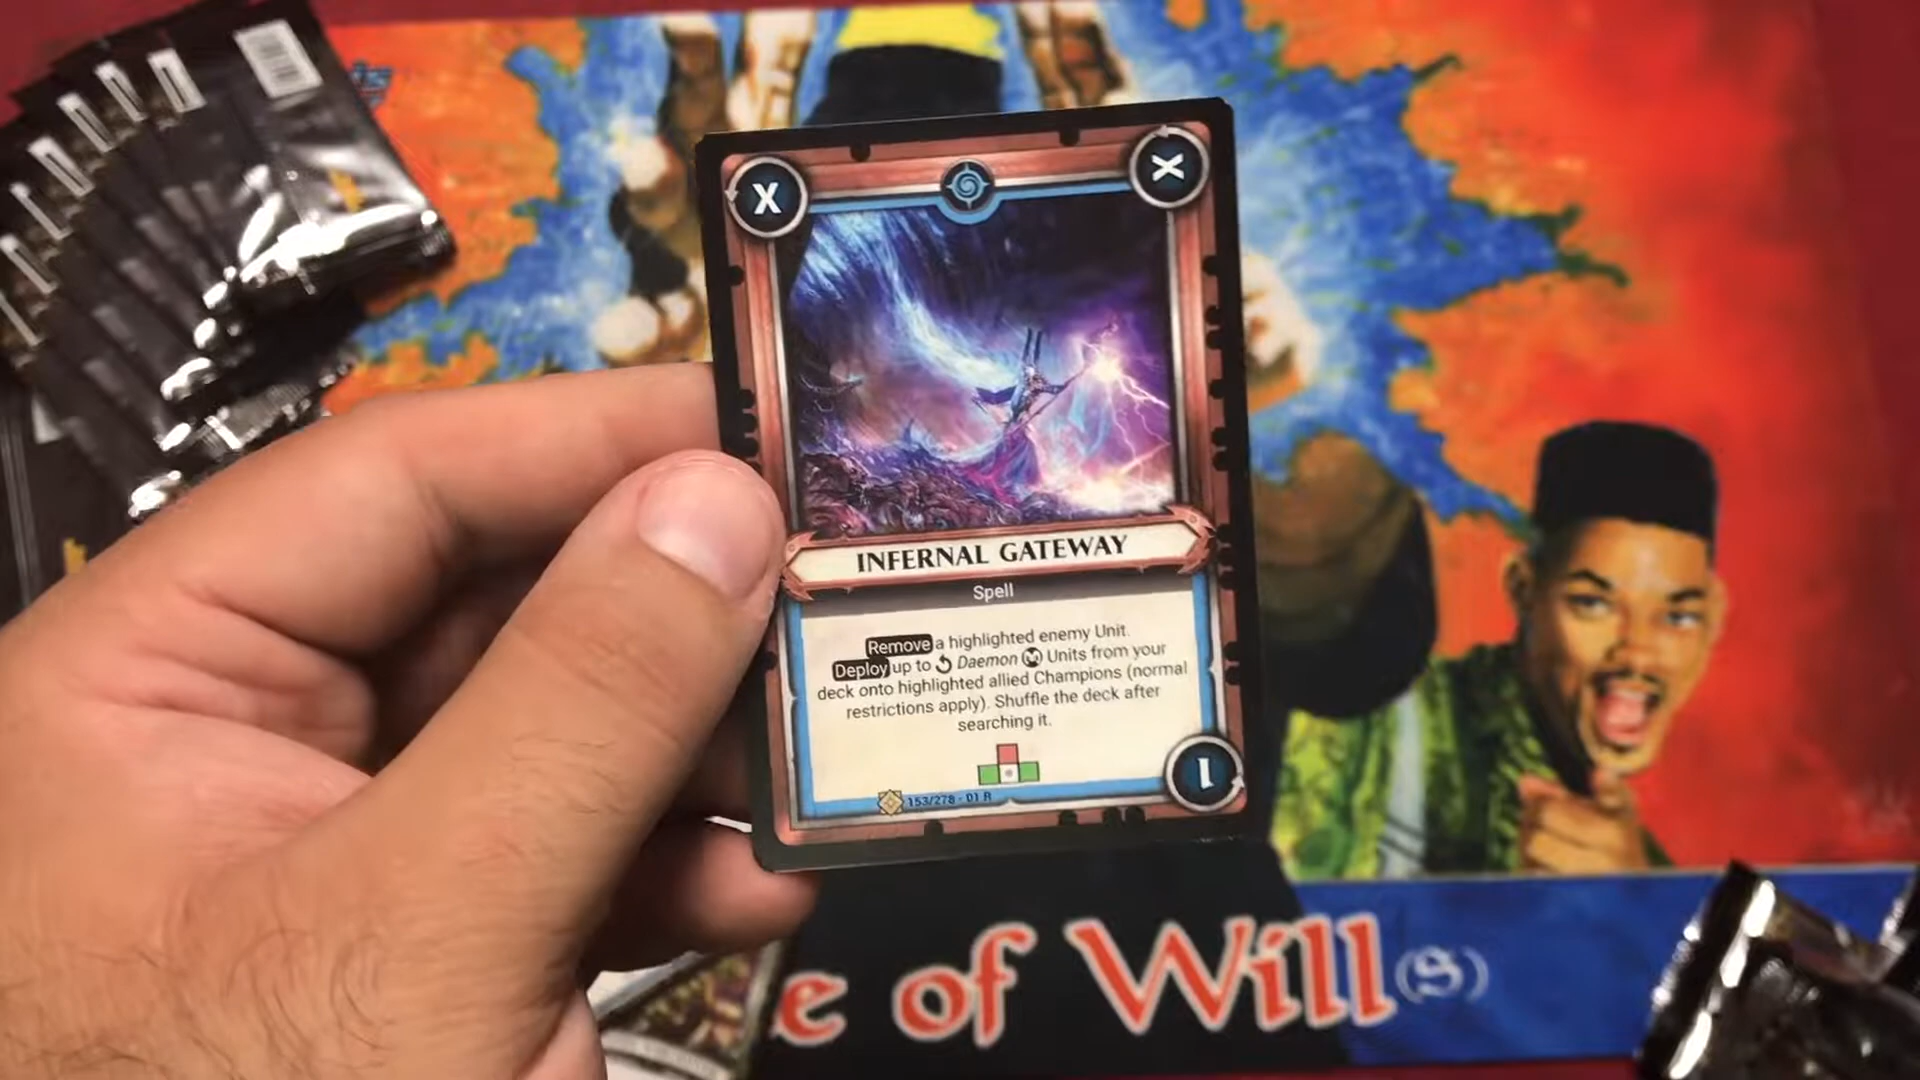 X
X
INFERNAL GATEWAY
Spell
Remove a highlighted enemy Unit.
Deploy up to Daemon Units from your
deck onto highlighted allied Champions (normal
restrictions apply). Shuffle the deck after
searching it.
1
153/278 - 01 R
e of Will(s)